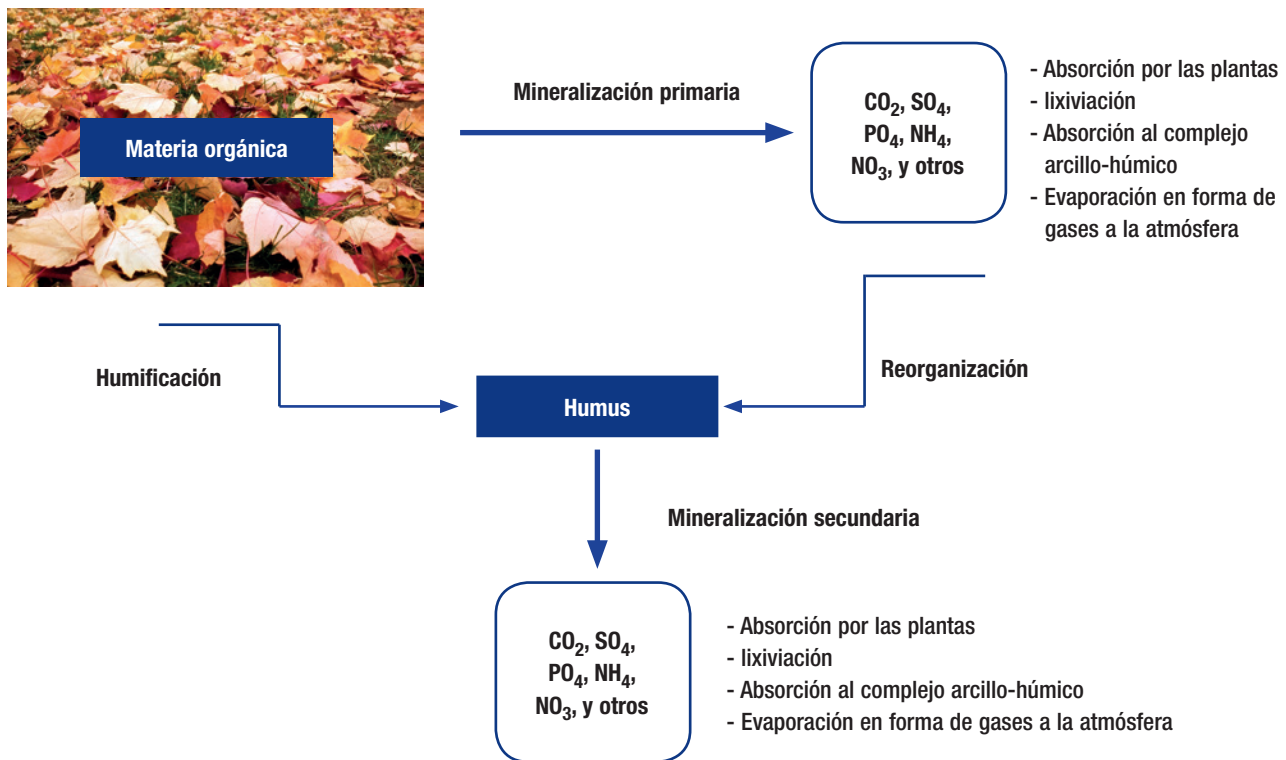 Materia orgánica
Mineralización primaria
CO₂, SO₄,
PO₄, NH₄,
NO₃, y otros
- Absorción por las plantas
- lixiviación
- Absorción al complejo
arcillo-húmico
- Evaporación en forma de
gases a la atmósfera
Humificación
Reorganización
Humus
Mineralización secundaria
CO₂, SO₄,
PO₄, NH₄,
NO₃, y otros
- Absorción por las plantas
- lixiviación
- Absorción al complejo arcillo-húmico
- Evaporación en forma de gases a la atmósfera